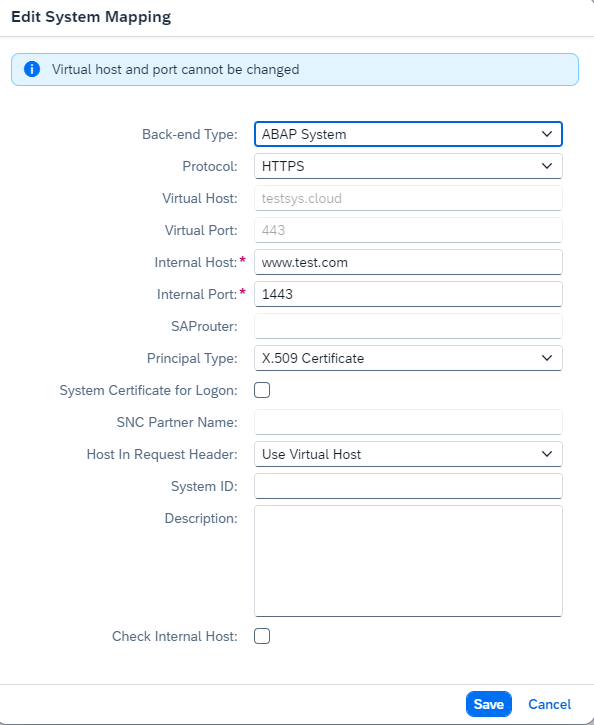 Edit System Mapping
Virtual host and port cannot be changed
Back-end Type: ABAP System
Protocol: HTTPS
Virtual Host: testsys.cloud
Virtual Port: 443
Internal Host:* www.test.com
Internal Port:* 1443
SAProuter:
Principal Type: X.509 Certificate
System Certificate for Logon:
SNC Partner Name:
Host In Request Header: Use Virtual Host
System ID:
Description:
Check Internal Host:
Save Cancel